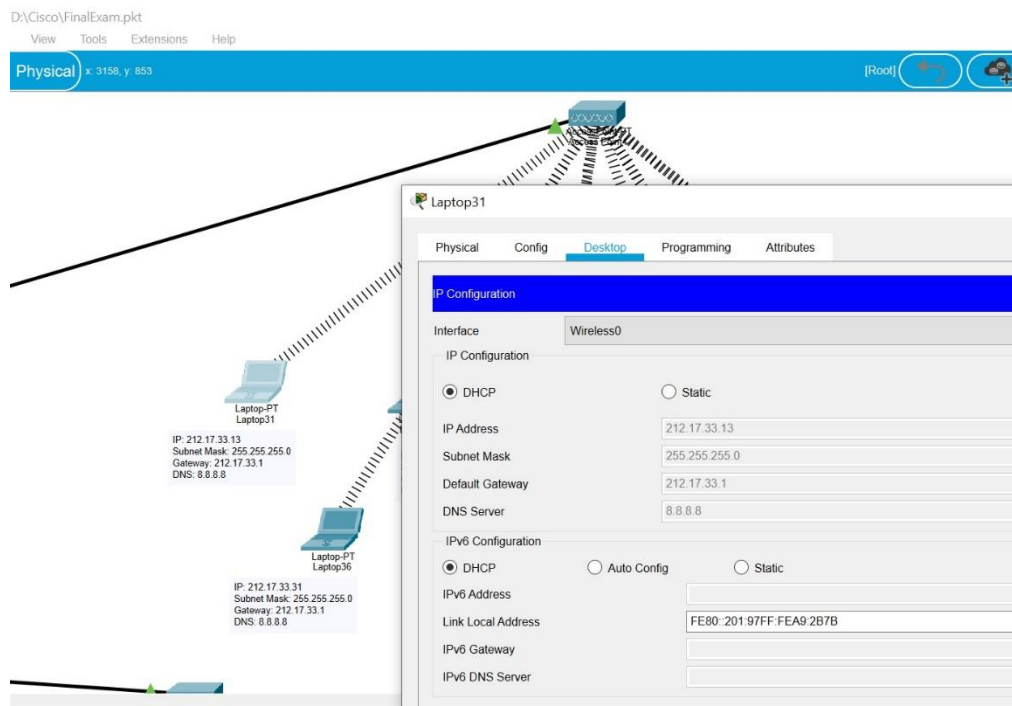 D:\Cisco\FinalExam.pkt
View Tools Extensions Help
Physical x: 3158, y: 853 [Root]
Laptop31
Physical Config Desktop Programming Attributes
IP Configuration
Interface Wireless0
IP Configuration
DHCP Static
IP Address 212.17.33.13
Subnet Mask 255.255.255.0
Default Gateway 212.17.33.1
DNS Server 8.8.8.8
IPv6 Configuration
DHCP Auto Config Static
IPv6 Address
Link Local Address FE80::201:97FF:FEA9:2B7B
IPv6 Gateway
IPv6 DNS Server
Laptop-PT
Laptop31
IP: 212.17.33.13
Subnet Mask: 255.255.255.0
Gateway: 212.17.33.1
DNS: 8.8.8.8
Laptop-PT
Laptop36
IP: 212.17.33.31
Subnet Mask: 255.255.255.0
Gateway: 212.17.33.1
DNS: 8.8.8.8